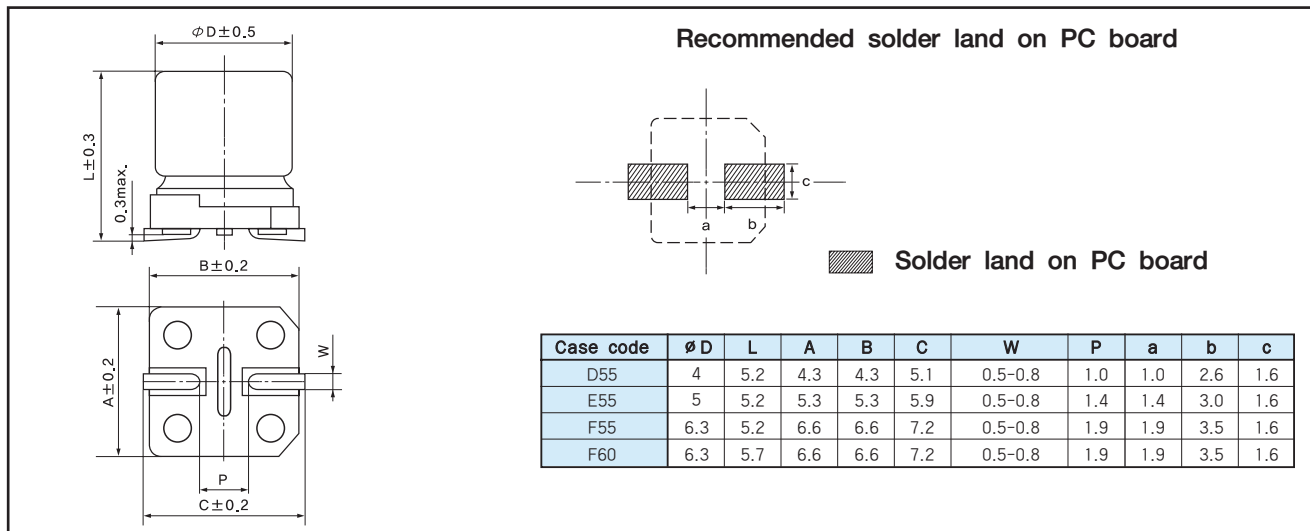 φD±0.5
L±0.3
0.3max.
B±0.2
A±0.2
W
P
C±0.2
Recommended solder land on PC board
c
a
b
Solder land on PC board
Case code ø D L A B C W P a b c
D55 4 5.2 4.3 4.3 5.1 0.5-0.8 1.0 1.0 2.6 1.6
E55 5 5.2 5.3 5.3 5.9 0.5-0.8 1.4 1.4 3.0 1.6
F55 6.3 5.2 6.6 6.6 7.2 0.5-0.8 1.9 1.9 3.5 1.6
F60 6.3 5.7 6.6 6.6 7.2 0.5-0.8 1.9 1.9 3.5 1.6